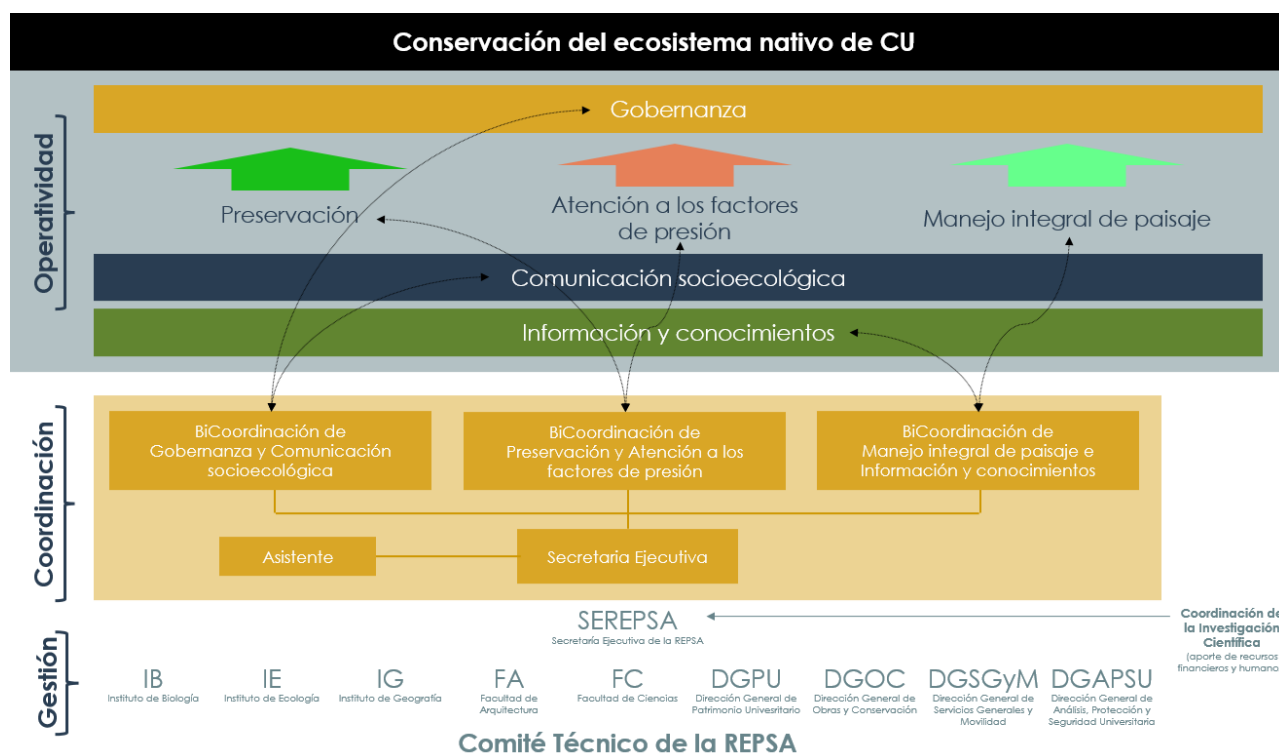 Conservación del ecosistema nativo de CU
Operatividad
Gobernanza
Preservación
Atención a los factores
de presión
Manejo integral de paisaje
Comunicación socioecológica
Información y conocimientos
Coordinación
BiCoordinación de
Gobernanza y Comunicación
socioecológica
BiCoordinación de
Preservación y Atención a los
factores de presión
BiCoordinación de
Manejo integral de paisaje e
Información y conocimientos
Asistente
Secretaria Ejecutiva
Gestión
SEREPSA
Secretaría Ejecutiva de la REPSA
Coordinación de
la Investigación
Científica
(aporte de recursos
financieros y humano
IB
Instituto de Biología
IE
Instituto de Ecología
IG
Instituto de Geografía
FA
Facultad de
Arquitectura
FC
Facultad de Ciencias
DGPU
Dirección General de
Patrimonio Univesritario
DGOC
Dirección General de
Obras y Conservación
DGSGyM
Dirección General de
Servicios Generales y
Movilidad
DGAPSU
Dirección General de
Análisis, Protección y
Seguridad Universitaria
Comité Técnico de la REPSA